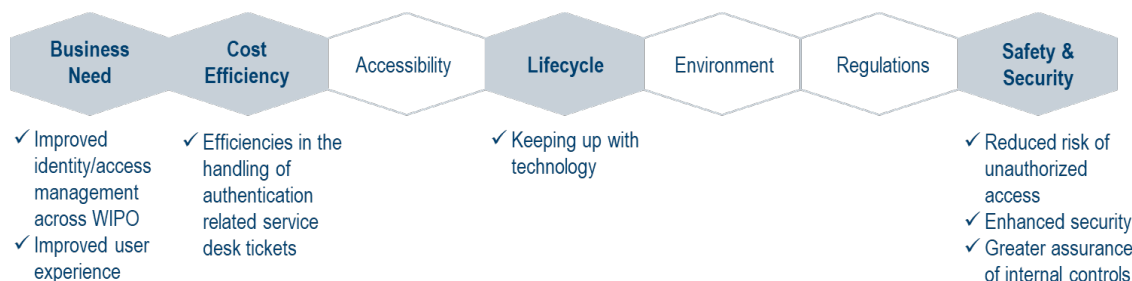 Business
Need
Cost
Efficiency
Accessibility
Lifecycle
Environment
Regulations
Safety &
Security
✓ Improved
identity/access
management
across WIPO
✓ Improved user
experience
✓ Efficiencies in the
handling of
authentication
related service
desk tickets
✓ Keeping up with
technology
✓ Reduced risk of
unauthorized
access
✓ Enhanced security
✓ Greater assurance
of internal controls